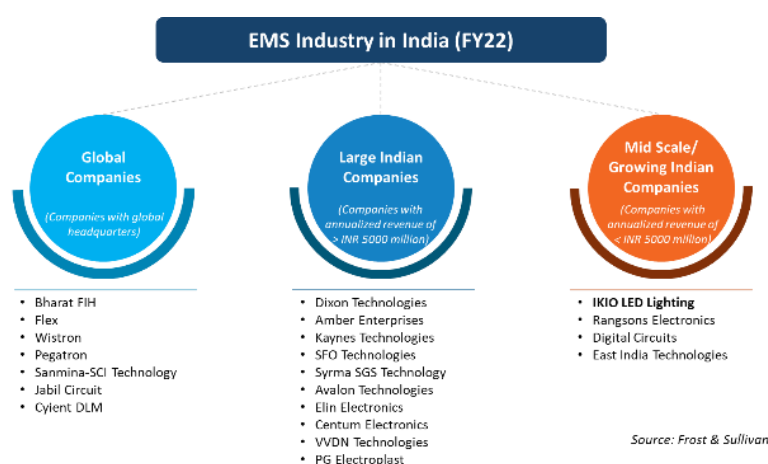 EMS Industry in India (FY22)
Global
Companies
(Companies with global
headquarters)
Bharat FIH
Flex
Wistron
Pegatron
Sanmina-SCI Technology
Jabil Circuit
Cyient DLM
Large Indian
Companies
(Companies with
annualized revenue of
> INR 5000 million)
Dixon Technologies
Amber Enterprises
Kaynes Technologies
SFO Technologies
Syrma SGS Technology
Avalon Technologies
Elin Electronics
Centum Electronics
VVDN Technologies
PG Electroplast
Mid Scale/
Growing Indian
Companies
(Companies with
annualized revenue of
< INR 5000 million)
IKIO LED Lighting
Rangsons Electronics
Digital Circuits
East India Technologies
Source: Frost & Sullivan